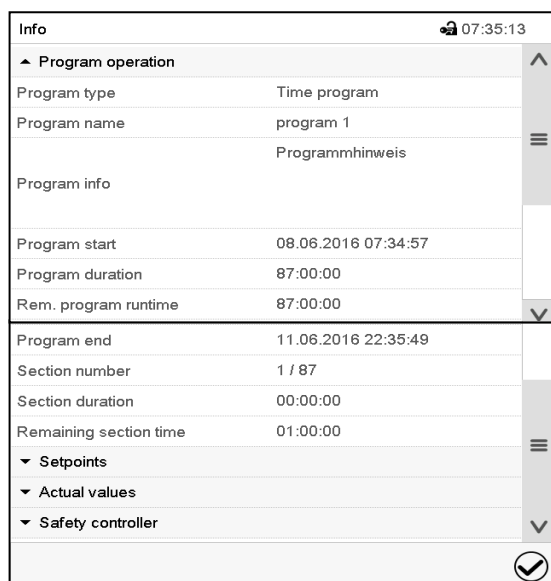 Info 07:35:13
Program operation
Program type Time program
Program name program 1
Program info Programmhinweis
Program start 08.06.2016 07:34:57
Program duration 87:00:00
Rem. program runtime 87:00:00
Program end 11.06.2016 22:35:49
Section number 1 / 87
Section duration 00:00:00
Remaining section time 01:00:00
Setpoints
Actual values
Safety controller